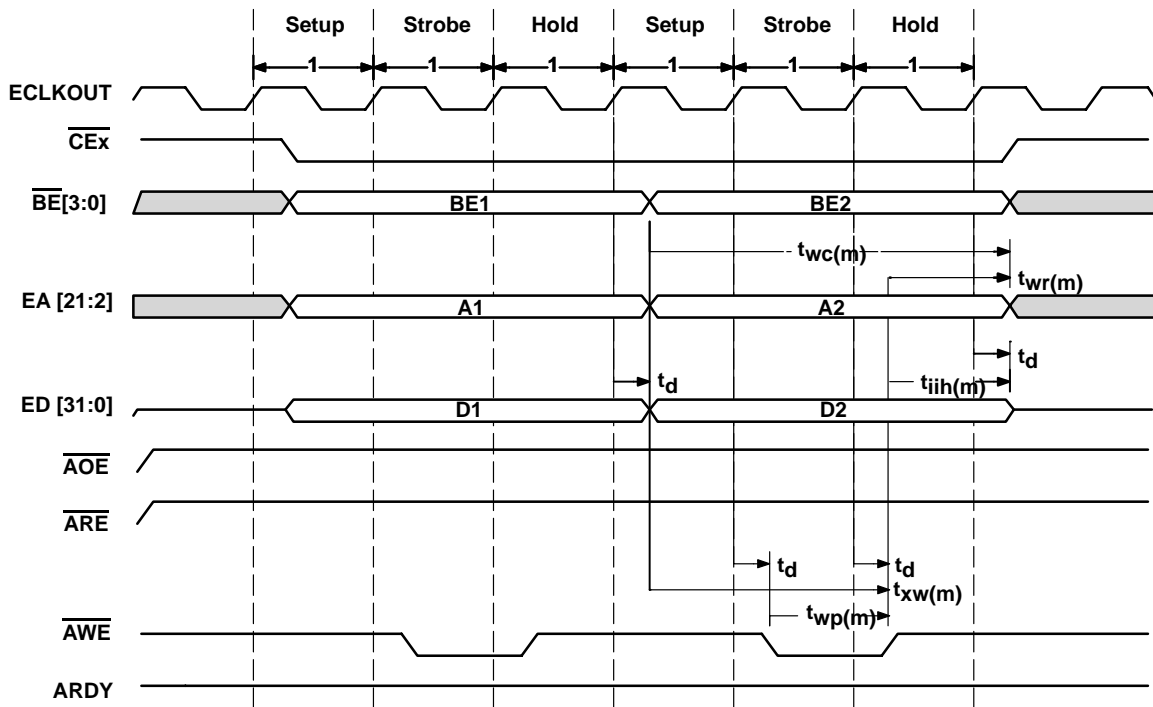 Setup Strobe Hold Setup Strobe Hold
1 1 1 1 1 1
ECLKOUT
CEx
BE[3:0] BE1 BE2
twc(m)
twr(m)
EA [21:2] A1 A2
td
td tiih(m)
ED [31:0] D1 D2
AOE
ARE
td td
txw(m)
twp(m)
AWE
ARDY